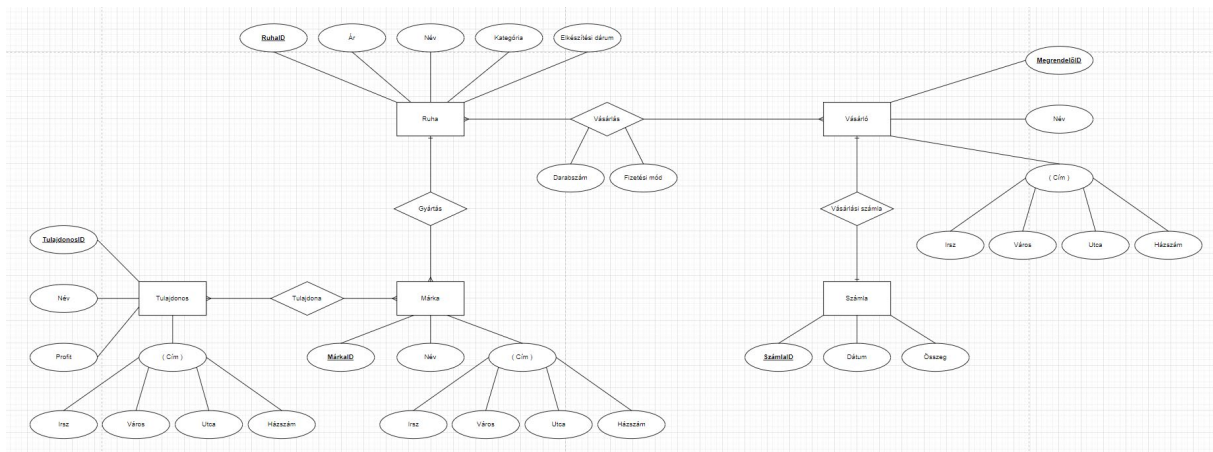 RuhaID
Ár
Név
Kategória
Elkészítési dárum
MegrendelőID
Ruha
Vásárlás
Vásárló
Név
Darabszám
Fizetési mód
( Cím )
Gyártás
Vásárlási számla
Irsz
Város
Utca
Házszám
TulajdonosID
Név
Tulajdonos
Tulajdona
Márka
Számla
Profit
( Cím )
MárkaID
Név
( Cím )
SzámlaID
Dátum
Összeg
Irsz
Város
Utca
Házszám
Irsz
Város
Utca
Házszám